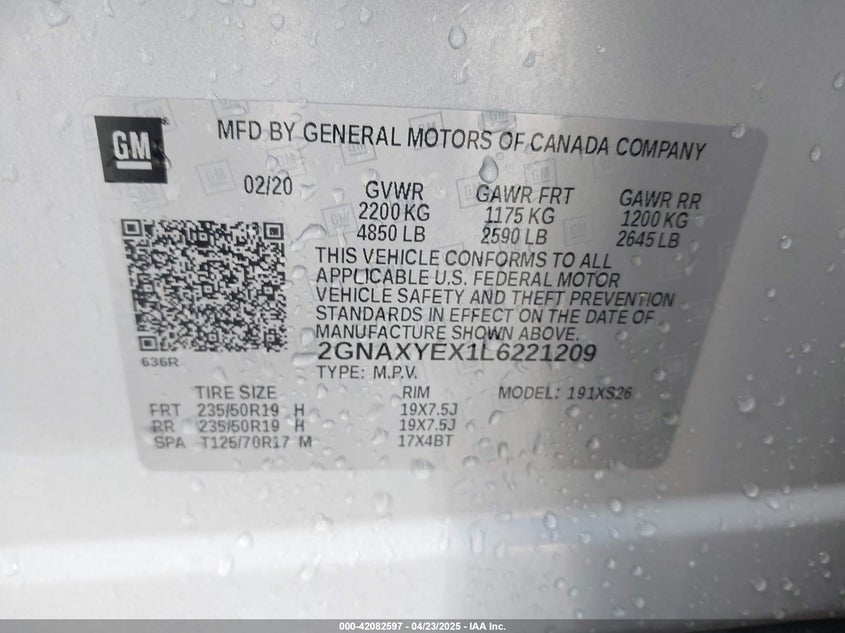 GM
MFD BY GENERAL MOTORS OF CANADA COMPANY
02/20 GVWR GAWR FRT GAWR RR
2200 KG 1175 KG 1200 KG
4850 LB 2590 LB 2645 LB
THIS VEHICLE CONFORMS TO ALL
APPLICABLE U.S. FEDERAL MOTOR
VEHICLE SAFETY AND THEFT PREVENTION
STANDARDS IN EFFECT ON THE DATE OF
MANUFACTURE SHOWN ABOVE.
636R 2GNAXYEX1L6221209
TYPE: M.P.V.
TIRE SIZE RIM MODEL: 191XS26
FRT 235/50R19 H 19X7.5J
RR 235/50R19 H 19X7.5J
SPA T125/70R17 M 17X4BT
000-42082597 - 04/23/2025 - IAA Inc.